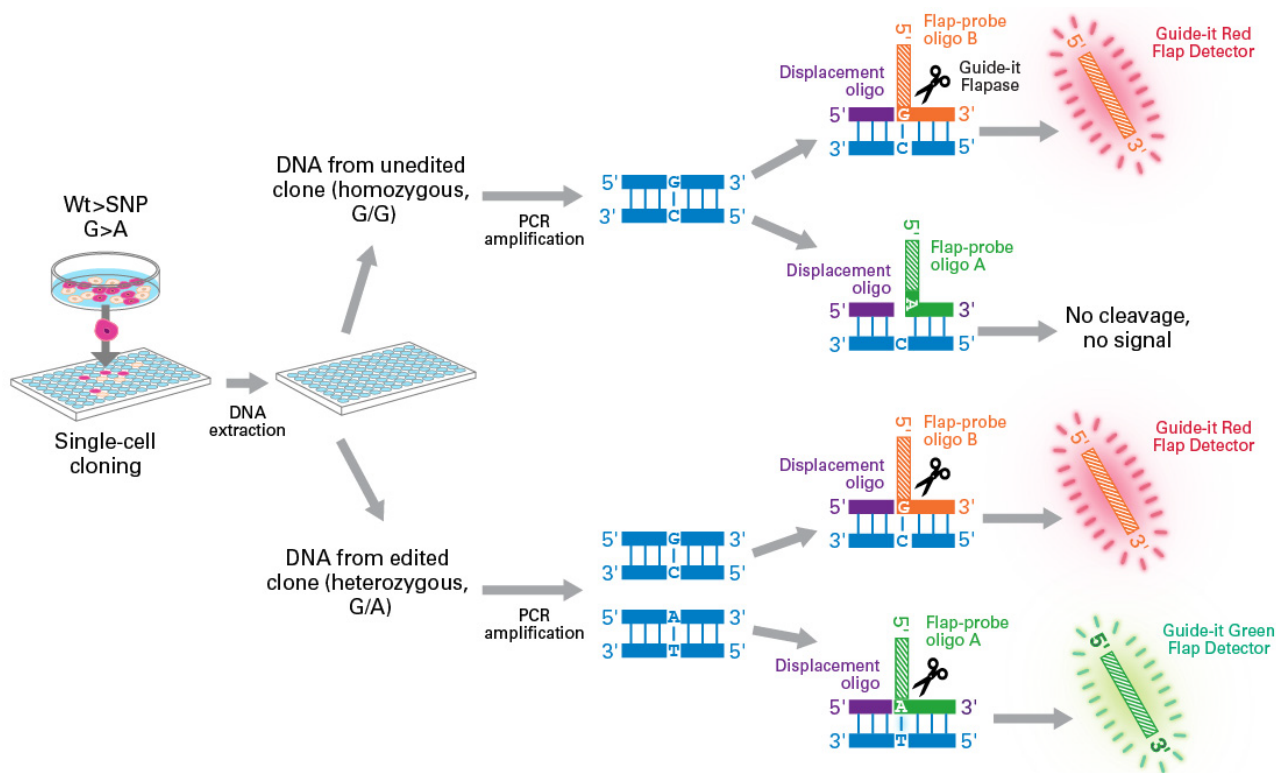 Wt>SNP
G>A
Single-cell
cloning
DNA
extraction
DNA from unedited
clone (homozygous,
G/G)
PCR
amplification
5' G 3'
3' C 5'
Displacement
oligo
5'
Flap-probe
oligo B
Guide-it
Flapase
5' G 3'
3' C 5'
Guide-it Red
Flap Detector
5'
3'
Displacement
oligo
5'
Flap-probe
oligo A
5' A 3'
3' C 5'
No cleavage,
no signal
DNA from edited
clone (heterozygous,
G/A)
PCR
amplification
5' G 3'
3' C 5'
5' A 3'
3' T 5'
Displacement
oligo
5'
Flap-probe
oligo B
5' G 3'
3' C 5'
Guide-it Red
Flap Detector
5'
3'
Displacement
oligo
5'
Flap-probe
oligo A
5' A 3'
3' T 5'
Guide-it Green
Flap Detector
5'
3'